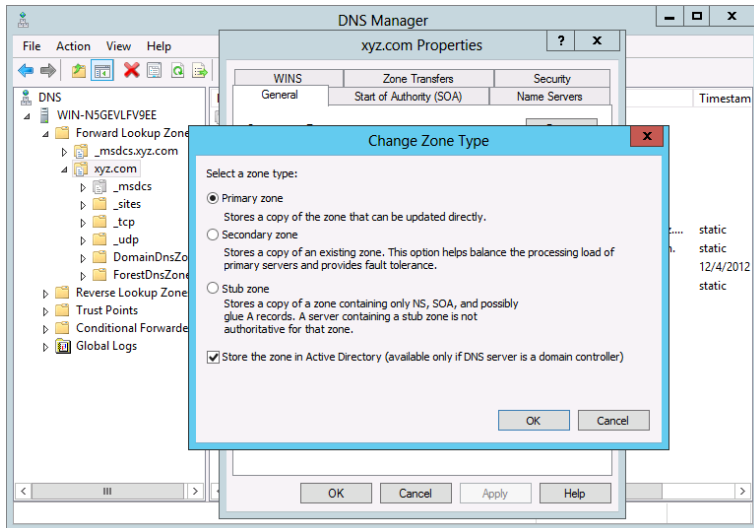 DNS Manager
File Action View Help
DNS
WIN-N5GEVLFV9EE
Forward Lookup Zone
_msdcs.xyz.com
xyz.com
_msdcs
_sites
_tcp
_udp
DomainDnsZo
ForestDnsZone
Reverse Lookup Zone
Trust Points
Conditional Forwarde
Global Logs
Timestam
static
static
12/4/2012
static
xyz.com Properties
? x
WINS Zone Transfers Security
General Start of Authority (SOA) Name Servers
Change Zone Type
x
Select a zone type:
Primary zone
Stores a copy of the zone that can be updated directly.
Secondary zone
Stores a copy of an existing zone. This option helps balance the processing load of
primary servers and provides fault tolerance.
Stub zone
Stores a copy of a zone containing only NS, SOA, and possibly
glue A records. A server containing a stub zone is not
authoritative for that zone.
Store the zone in Active Directory (available only if DNS server is a domain controller)
OK Cancel
OK Cancel Apply Help